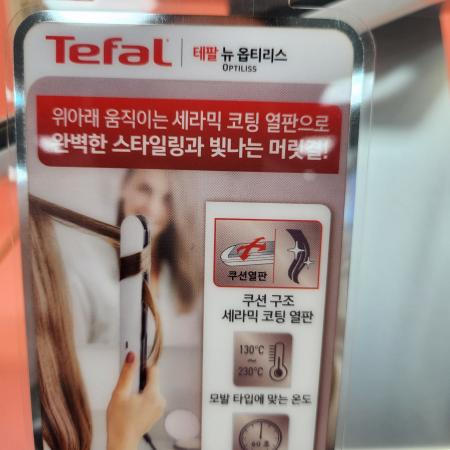 Tefal 테팔 뉴 옵티리스
OPTILISS
위아래 움직이는 세라믹 코팅 열판으로
완벽한 스타일링과 빛나는 머릿결!
쿠션열판
쿠션 구조
세라믹 코팅 열판
130°C
~
230°C
모발 타입에 맞는 온도
60 초